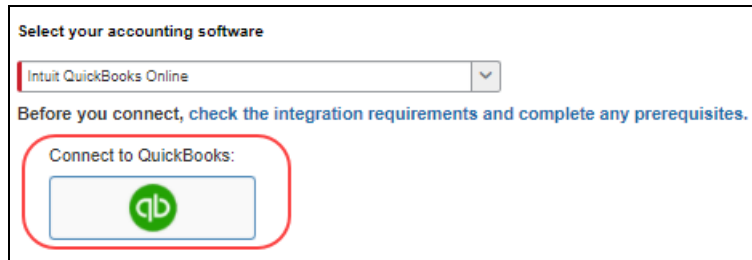 Select your accounting software
Intuit QuickBooks Online
Before you connect, check the integration requirements and complete any prerequisites.
Connect to QuickBooks:
qb